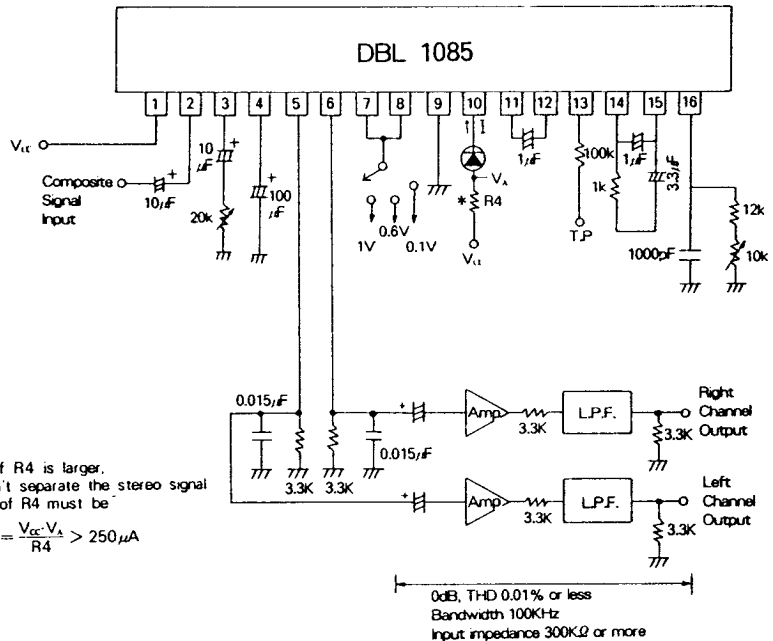 DBL 1085
1 2 3 4 5 6 7 8 9 10 11 12 13 14 15 16
Vcc
Composite
Signal
Input
10μF
+
10
μF
+
20k
+
100
μF
1V
0.6V
0.1V
I
VA
* R4
Vcc
1μF
100k
T.P
1k
1μF
3.3μF
1000pF
12k
10k
0.015μF
3.3K
3.3K
0.015μF
+
Amp.
3.3K
L.P.F.
3.3K
Right
Channel
Output
+
Amp.
3.3K
L.P.F.
3.3K
Left
Channel
Output
f R4 is larger,
't separate the stereo signal
of R4 must be
= Vcc-VA / R4 > 250μA
0dB, THD 0.01% or less
Bandwidth 100KHz
Input impedance 300KΩ or more